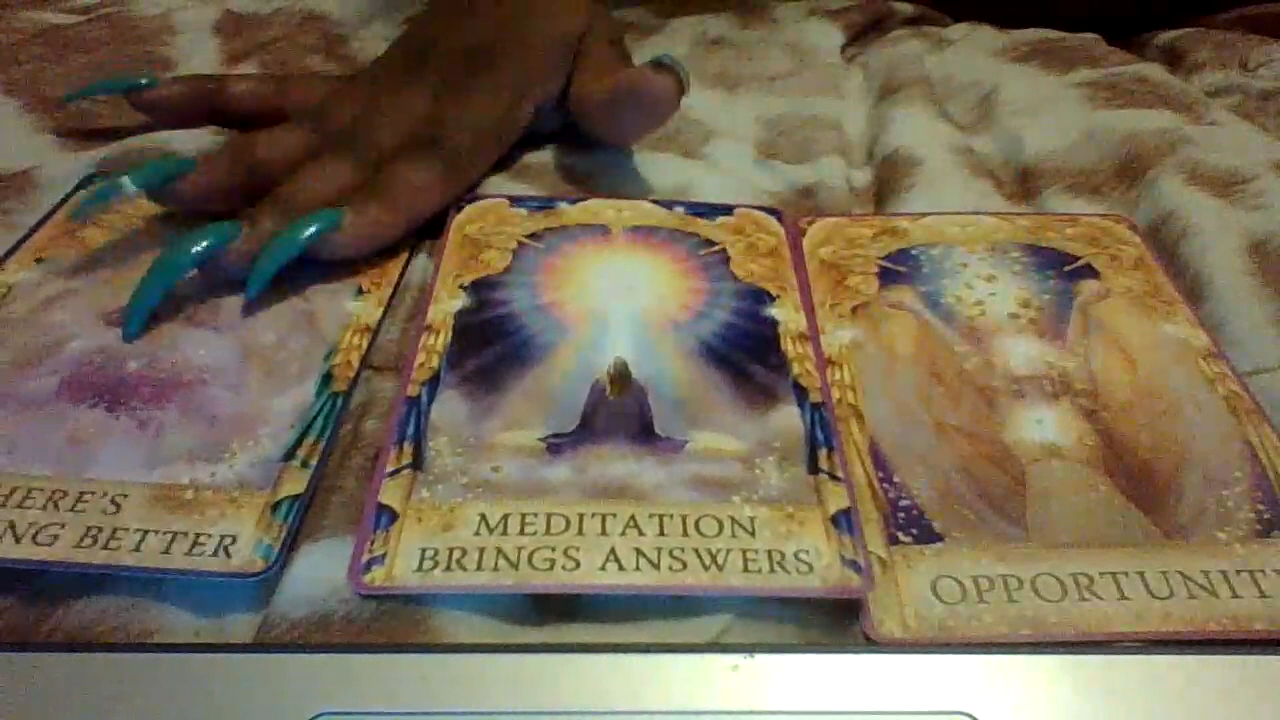 HERE'S
NG BETTER
MEDITATION
BRINGS ANSWERS
OPPORTUNIT